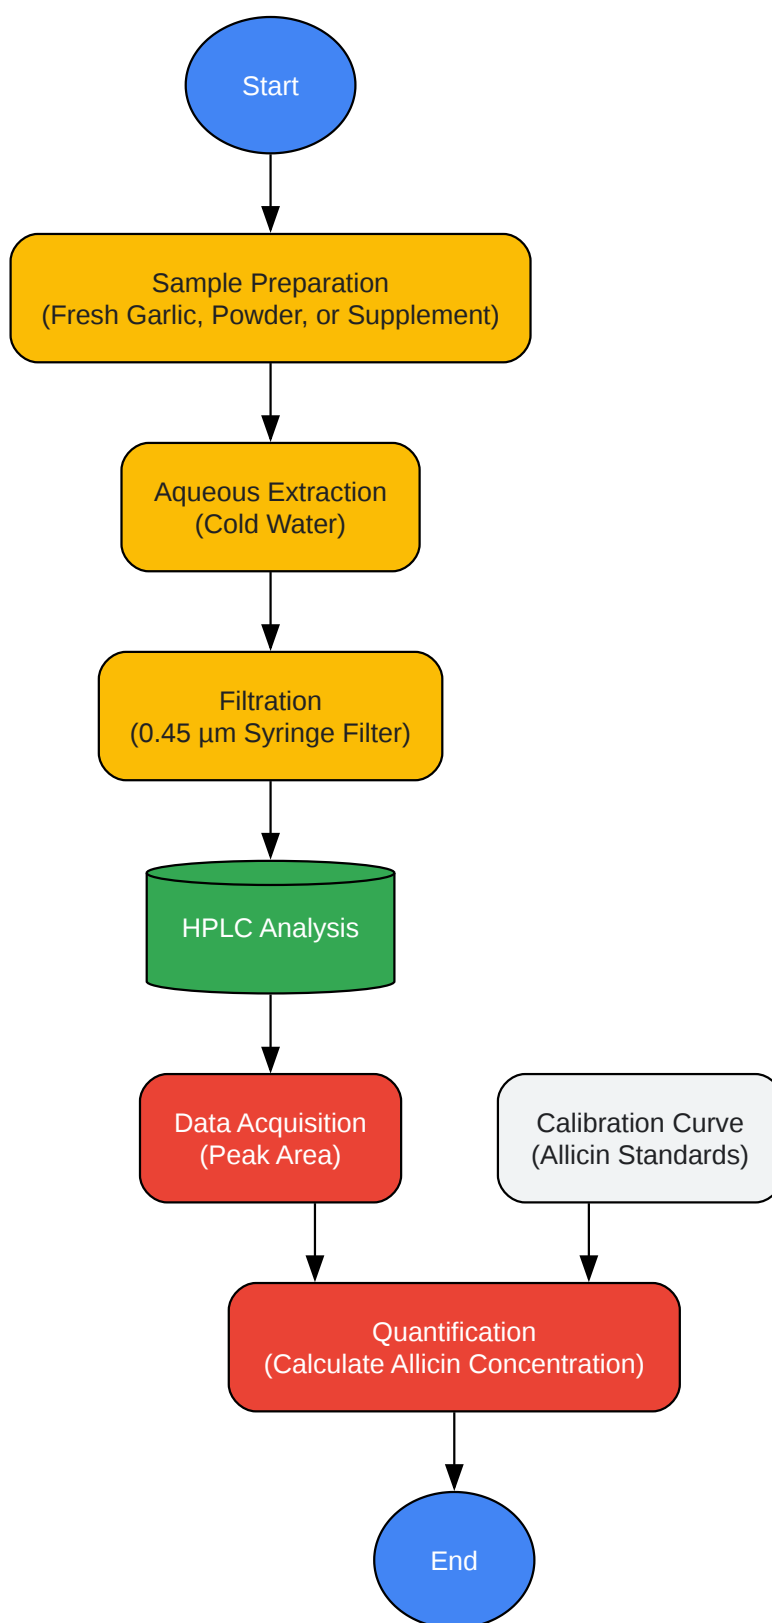 Start
Sample Preparation
(Fresh Garlic, Powder, or Supplement)
Aqueous Extraction
(Cold Water)
Filtration
(0.45 µm Syringe Filter)
HPLC Analysis
Data Acquisition
(Peak Area)
Calibration Curve
(Allicin Standards)
Quantification
(Calculate Allicin Concentration)
End